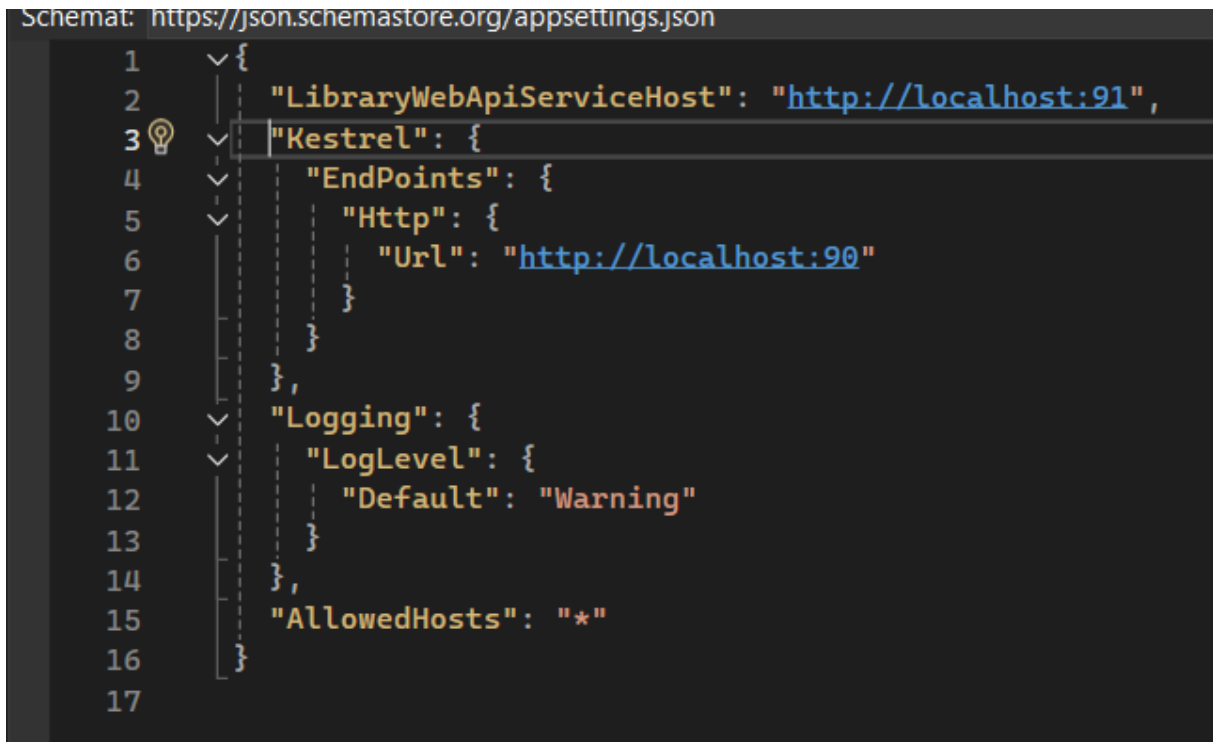 Schemat: https://json.schemastore.org/appsettings.json
1 {
2 "LibraryWebApiServiceHost": "http://localhost:91",
3 "Kestrel": {
4 "EndPoints": {
5 "Http": {
6 "Url": "http://localhost:90"
7 }
8 }
9 },
10 "Logging": {
11 "LogLevel": {
12 "Default": "Warning"
13 }
14 },
15 "AllowedHosts": "*"
16 }
17